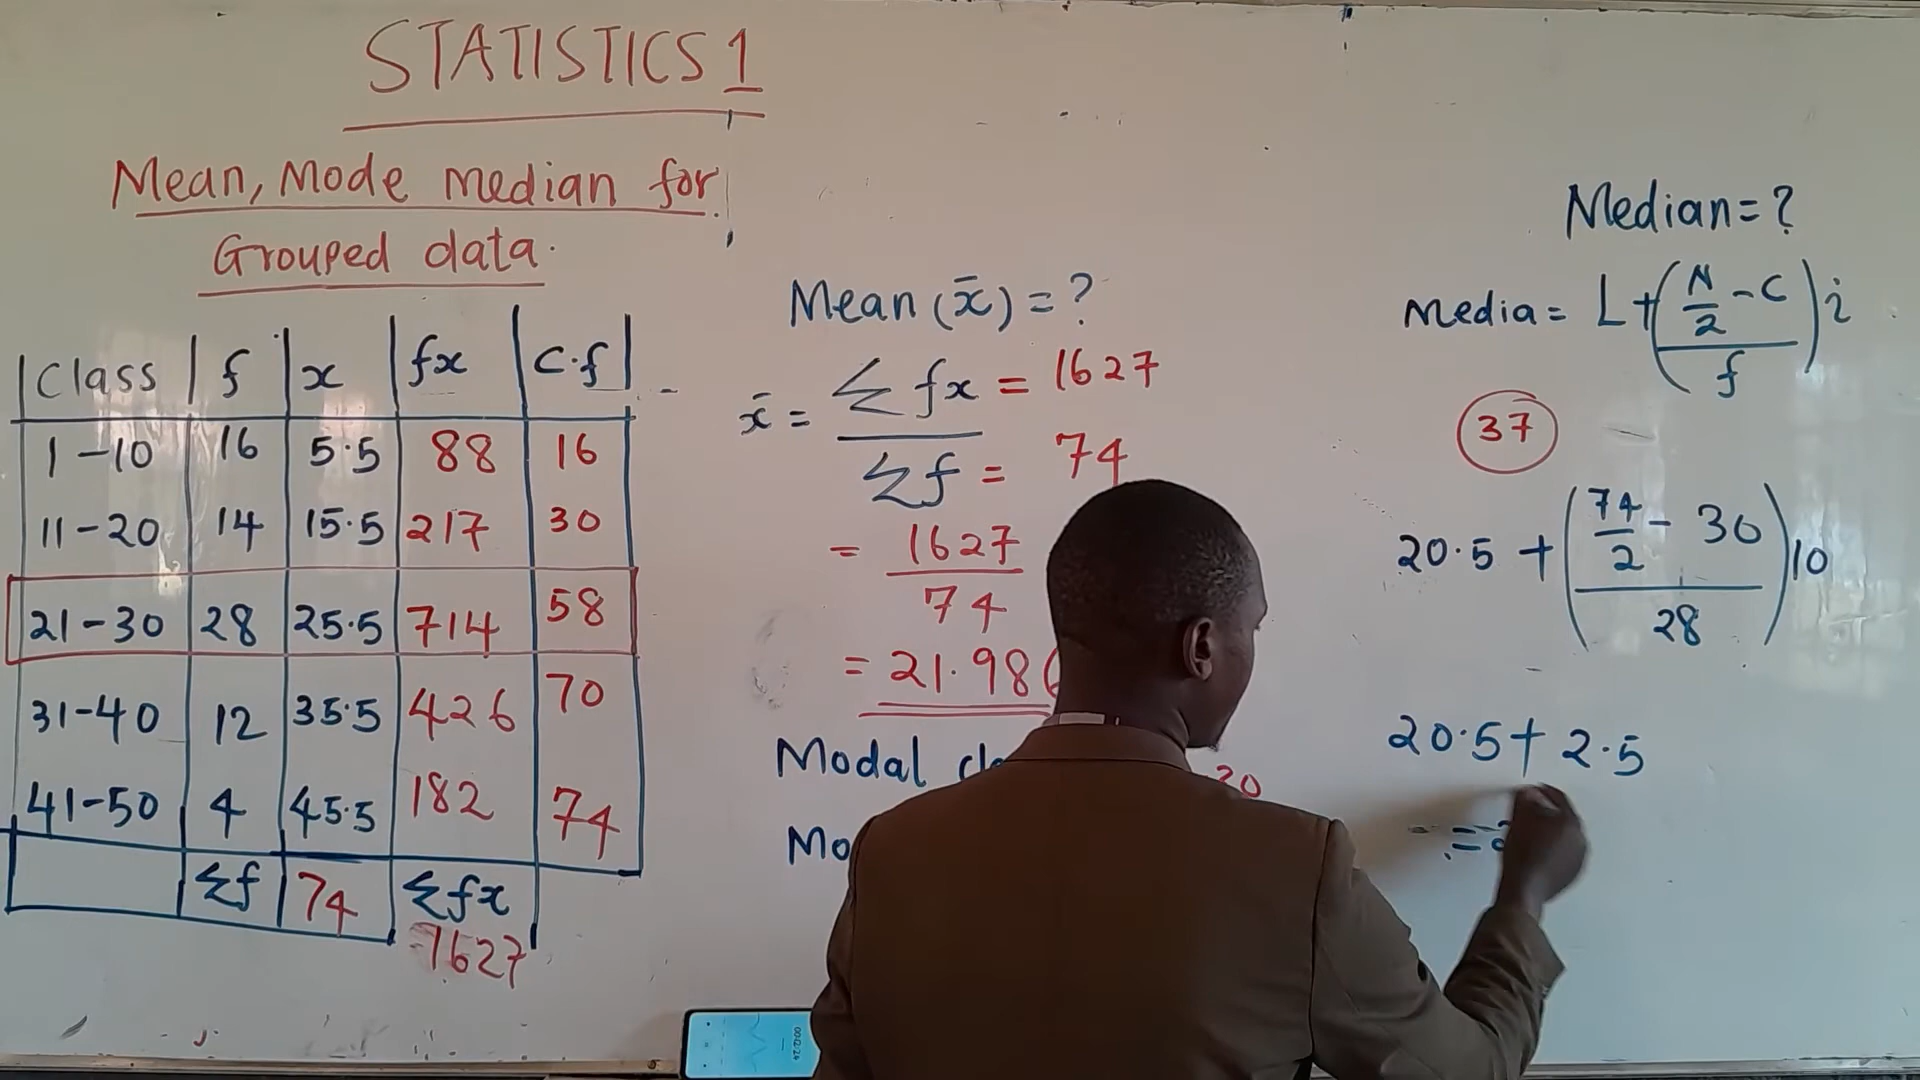 STATISTICS 1
Mean, Mode median for
Grouped data.
Class f x fx C.f
1-10 16 5.5 88 16
11-20 14 15.5 217 30
21-30 28 25.5 714 58
31-40 12 35.5 426 70
41-50 4 45.5 182 74
Σf 74 Σfx
1627
Mean (x̄) = ?
x̄ = Σfx = 1627
Σf = 74
= 1627
74
= 21.986
Modal
20
Median = ?
Media = L + (N/2 - C / f) i
37
20.5 + (74/2 - 30 / 28) 10
20.5 + 2.5
=